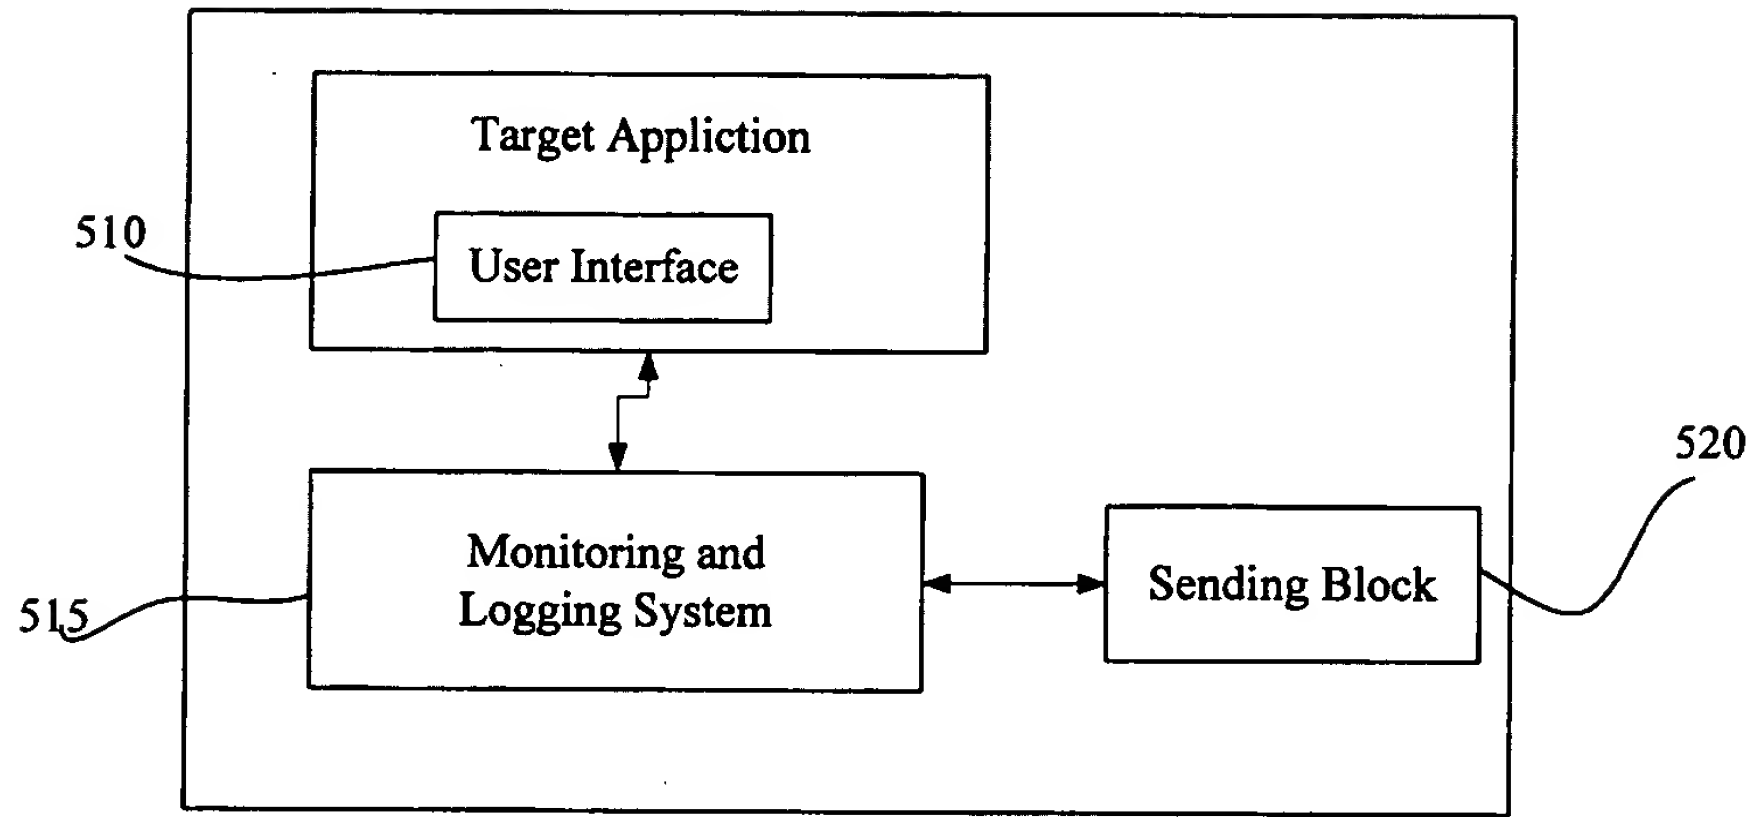 Target Appliction
510
User Interface
520
Monitoring and
Logging System
Sending Block
515